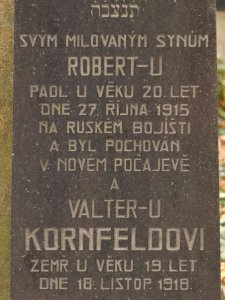 תנצבה
SVÝM MILOVANÝM SYNŮM
ROBERT-U
PADL U VĚKU 20. LET
DNE 27. ŘÍJNA 1915
NA RUSKÉM BOJIŠTI
A BYL POCHOVÁN
V NOVÉM POČAJEVĚ
A
VALTER-U
KORNFELDOVI
ZEMŘ. U VĚKU 19. LET
DNE 18. LISTOP. 1918